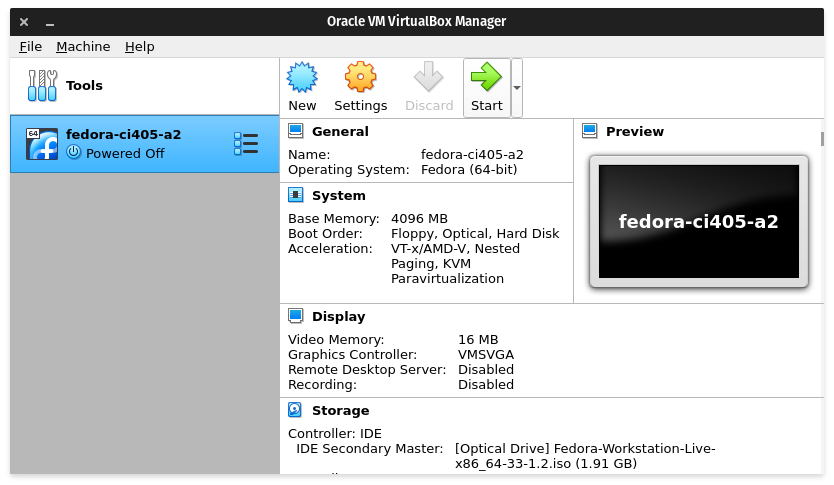 Oracle VM VirtualBox Manager
File Machine Help
Tools
64
fedora-ci405-a2
Powered Off
New Settings Discard Start
General
Name: fedora-ci405-a2
Operating System: Fedora (64-bit)
Preview
fedora-ci405-a2
System
Base Memory: 4096 MB
Boot Order: Floppy, Optical, Hard Disk
Acceleration: VT-x/AMD-V, Nested
Paging, KVM
Paravirtualization
Display
Video Memory: 16 MB
Graphics Controller: VMSVGA
Remote Desktop Server: Disabled
Recording: Disabled
Storage
Controller: IDE
IDE Secondary Master: [Optical Drive] Fedora-Workstation-Live-
x86_64-33-1.2.iso (1.91 GB)